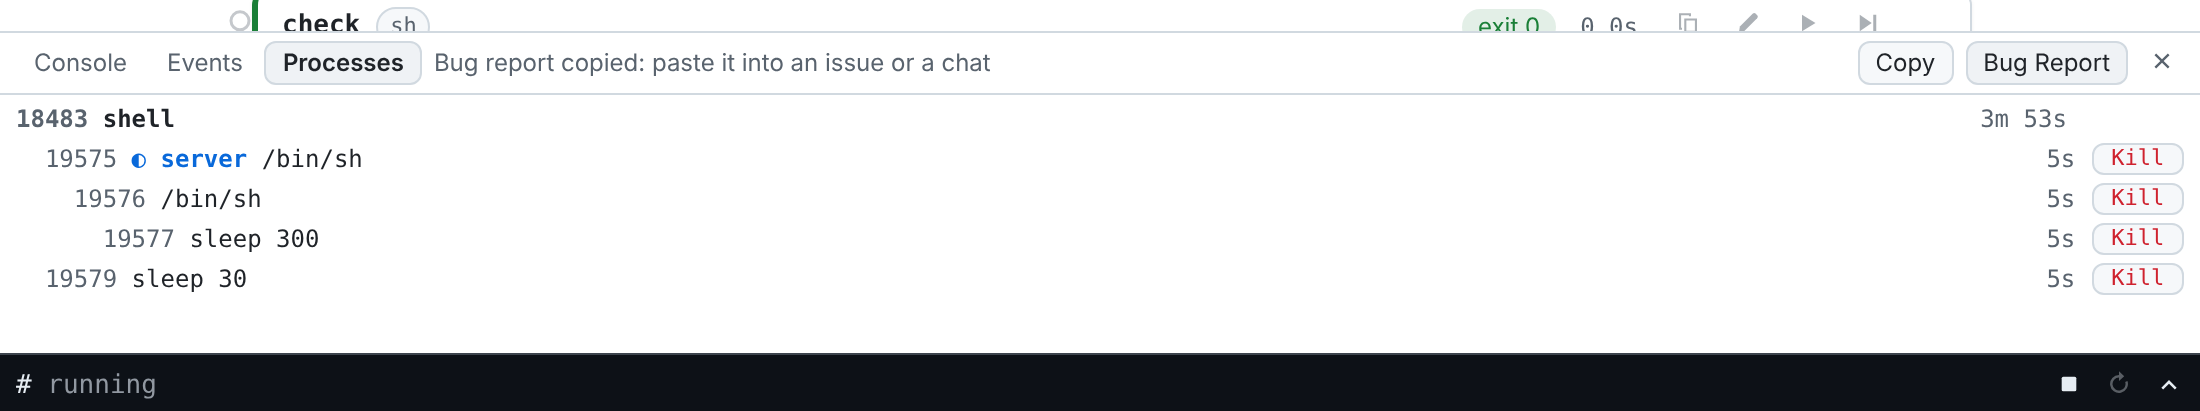 check sh exit 0 0.0s
Console Events Processes Bug report copied: paste it into an issue or a chat Copy Bug Report ×
18483 shell 3m 53s
19575 server /bin/sh 5s Kill
19576 /bin/sh 5s Kill
19577 sleep 300 5s Kill
19579 sleep 30 5s Kill
# running